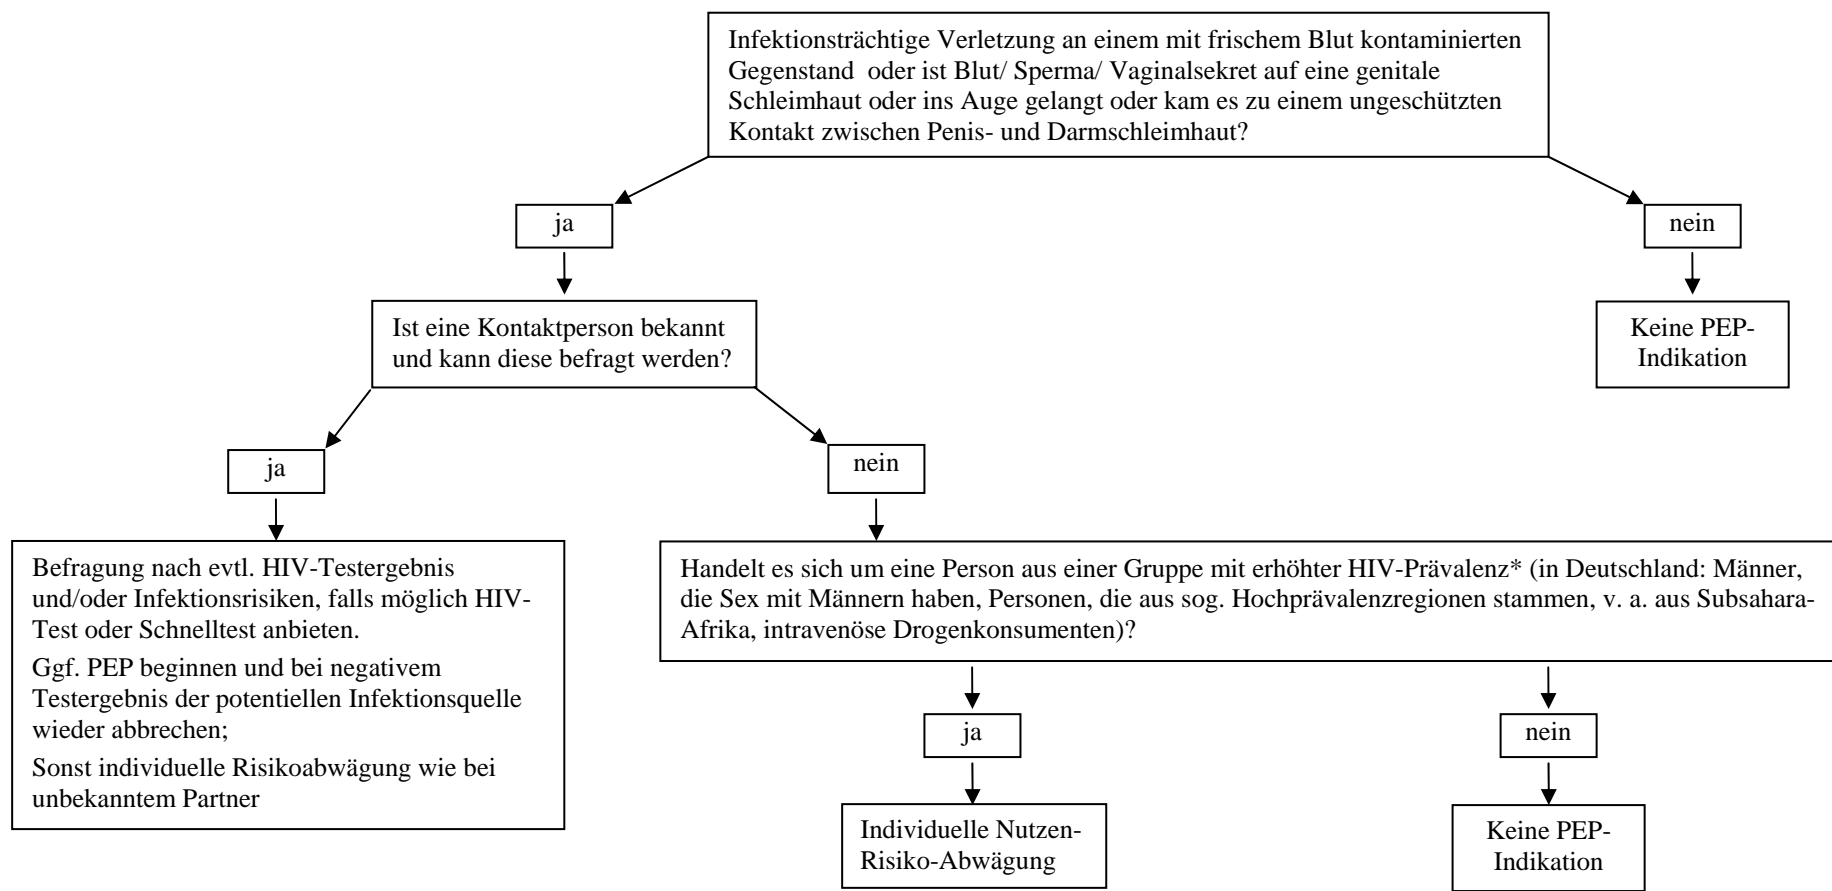 Infektionsträchtige Verletzung an einem mit frischem Blut kontaminierten
Gegenstand oder ist Blut/ Sperma/ Vaginalsekret auf eine genitale
Schleimhaut oder ins Auge gelangt oder kam es zu einem ungeschützten
Kontakt zwischen Penis- und Darmschleimhaut?
ja
nein
Ist eine Kontaktperson bekannt
und kann diese befragt werden?
Keine PEP-
Indikation
ja
nein
Befragung nach evtl. HIV-Testergebnis
und/oder Infektionsrisiken, falls möglich HIV-
Test oder Schnelltest anbieten.
Ggf. PEP beginnen und bei negativem
Testergebnis der potentiellen Infektionsquelle
wieder abbrechen;
Sonst individuelle Risikoabwägung wie bei
unbekanntem Partner
Handelt es sich um eine Person aus einer Gruppe mit erhöhter HIV-Prävalenz* (in Deutschland: Männer,
die Sex mit Männern haben, Personen, die aus sog. Hochprävalenzregionen stammen, v. a. aus Subsahara-
Afrika, intravenöse Drogenkonsumenten)?
ja
nein
Individuelle Nutzen-
Risiko-Abwägung
Keine PEP-
Indikation